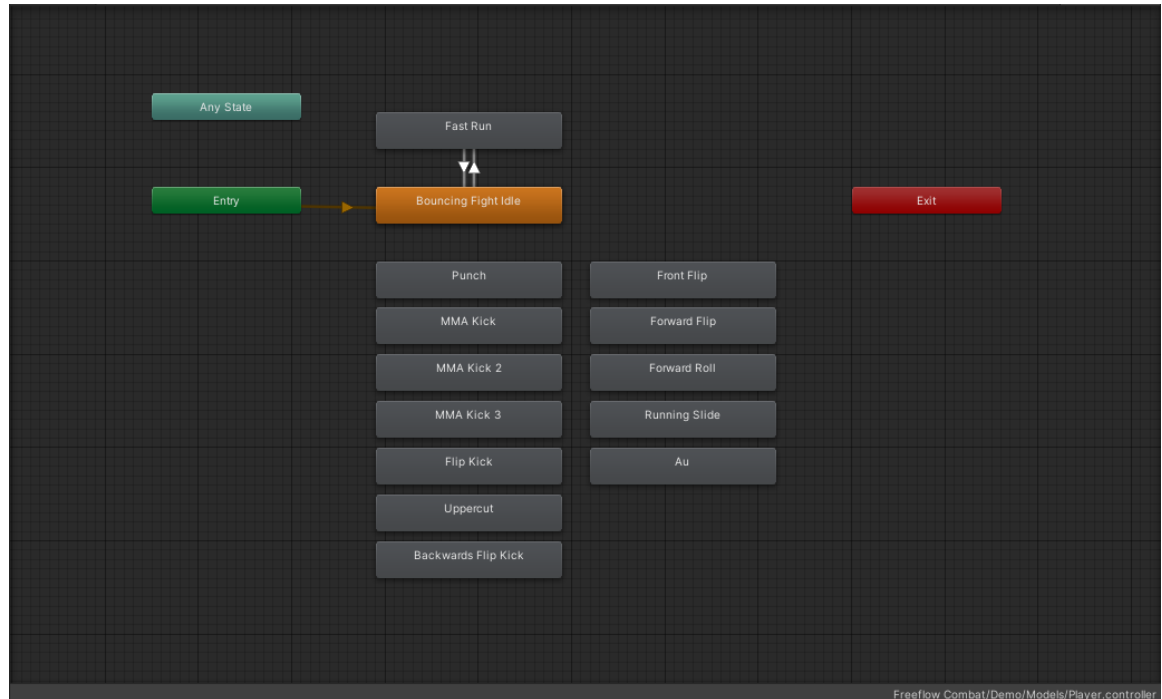 Any State
Fast Run
Entry
Bouncing Fight Idle
Exit
Punch
Front Flip
MMA Kick
Forward Flip
MMA Kick 2
Forward Roll
MMA Kick 3
Running Slide
Flip Kick
Au
Uppercut
Backwards Flip Kick
Freeflow Combat/Demo/Models/Player.controller